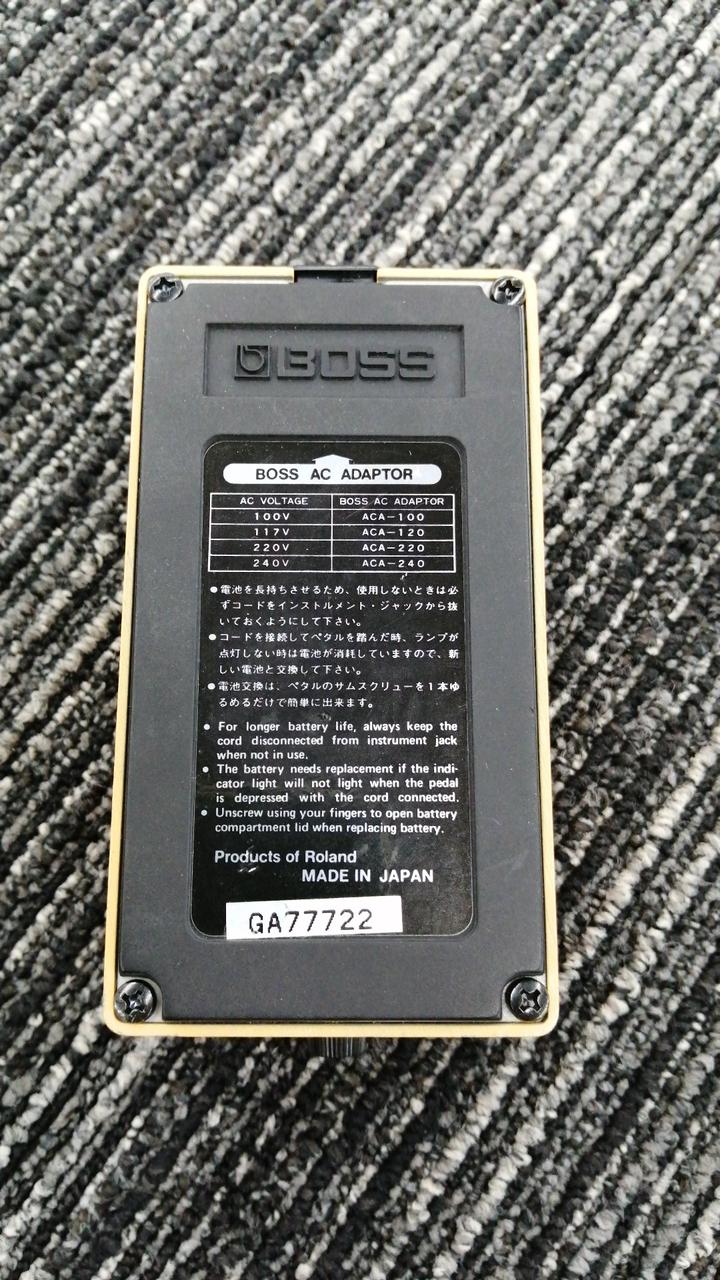 BOSS
BOSS AC ADAPTOR
AC VOLTAGE BOSS AC ADAPTOR
100V ACA-100
117V ACA-120
220V ACA-220
240V ACA-240
●電池を長持ちさせるため、使用しないときは必
ずコードをインストルメント・ジャックから抜
いておくようにして下さい。
●コードを接続してペタルを踏んだ時、ランプが
点灯しない時は電池が消耗していますので、新
しい電池と交換して下さい。
●電池交換は、ペタルのサムスクリューを1本ゆ
るめるだけで簡単に出来ます。
● For longer battery life, always keep the
cord disconnected from instrument jack
when not in use.
● The battery needs replacement if the indi-
cator light will not light when the pedal
is depressed with the cord connected.
● Unscrew using your fingers to open battery
compartment lid when replacing battery.
Products of Roland
MADE IN JAPAN
GA77722